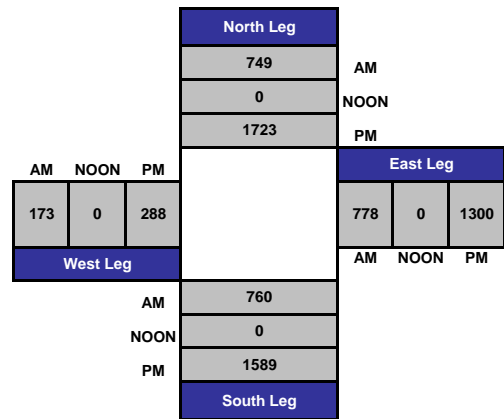 North Leg
749 AM
0 NOON
1723 PM
AM NOON PM
East Leg
173 0 288
778 0 1300
West Leg
AM NOON PM
AM 760
NOON 0
PM 1589
South Leg